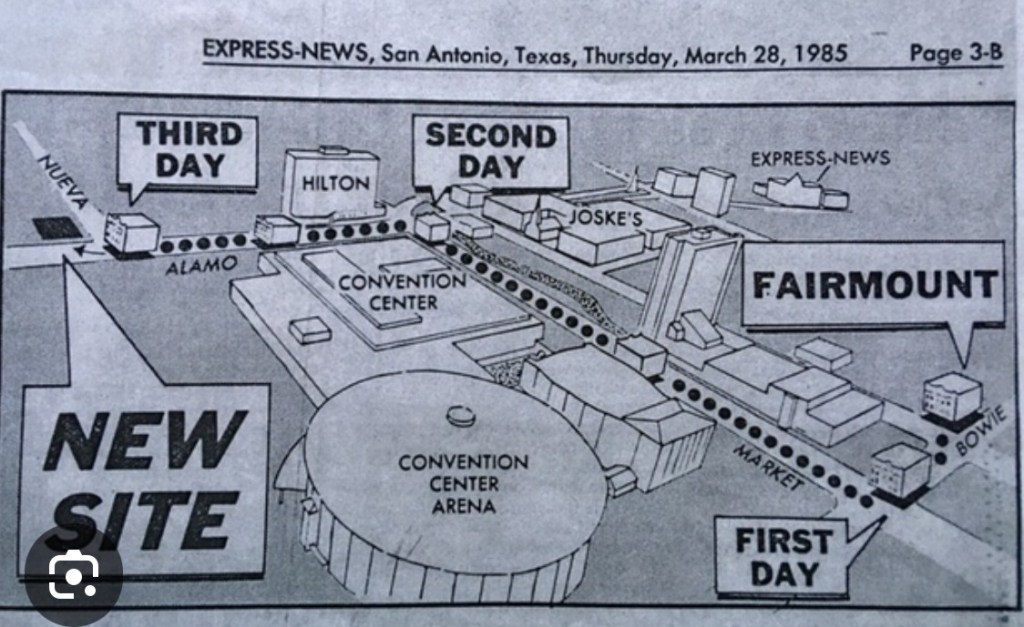 EXPRESS-NEWS, San Antonio, Texas, Thursday, March 28, 1985 Page 3-B
THIRD
DAY
SECOND
DAY
EXPRESS-NEWS
NUEVA
HILTON
JOSKE'S
ALAMO
CONVENTION
CENTER
FAIRMOUNT
NEW
SITE
CONVENTION
CENTER
ARENA
MARKET
BOWIE
FIRST
DAY